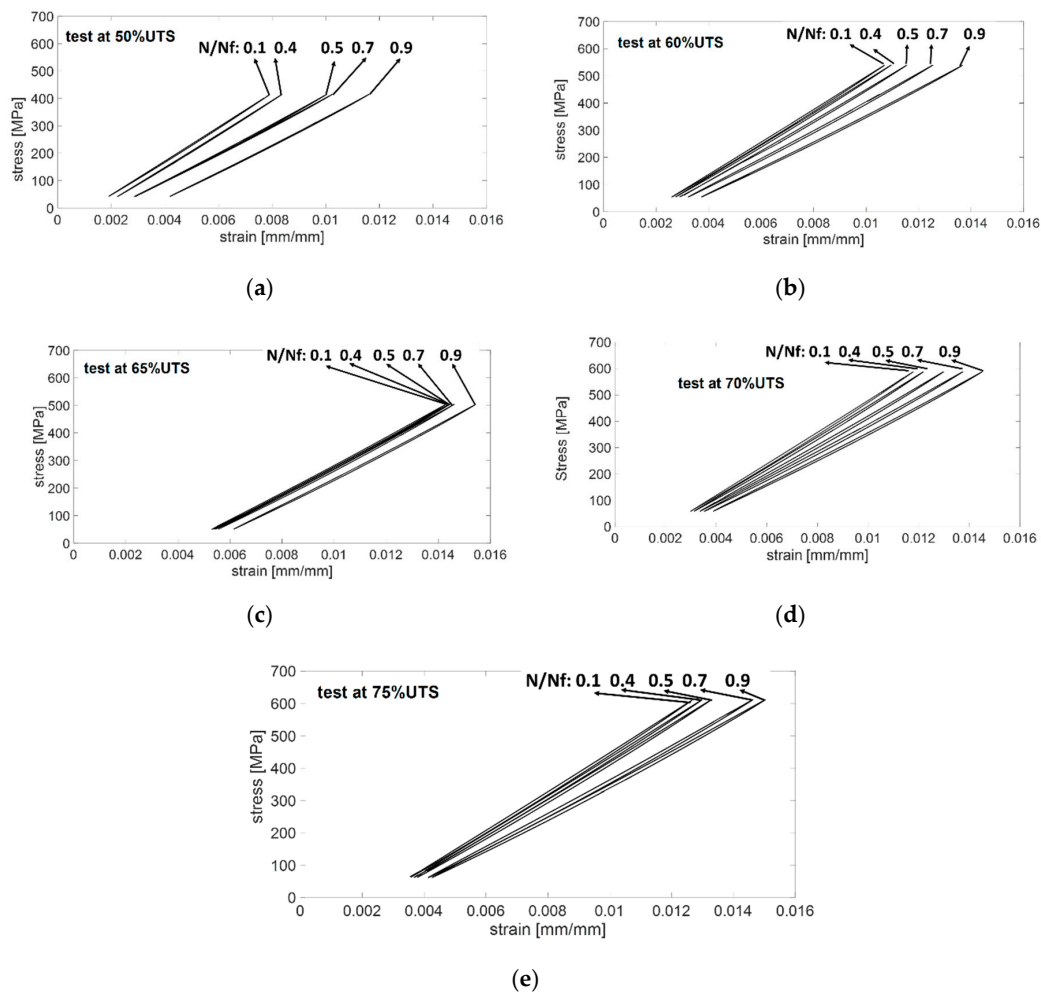 700
test at 50%UTS
N/Nf: 0.1 0.4 0.5 0.7 0.9
600
500
400
300
200
100
0
stress [MPa]
0 0.002 0.004 0.006 0.008 0.01 0.012 0.014 0.016
strain [mm/mm]
(a)
700
test at 60%UTS
N/Nf: 0.1 0.4 0.5 0.7 0.9
600
500
400
300
200
100
0
stress [MPa]
0 0.002 0.004 0.006 0.008 0.01 0.012 0.014 0.016
strain [mm/mm]
(b)
700
test at 65%UTS
N/Nf: 0.1 0.4 0.5 0.7 0.9
600
500
400
300
200
100
0
stress [MPa]
0 0.002 0.004 0.006 0.008 0.01 0.012 0.014 0.016
strain [mm/mm]
(c)
700
N/Nf: 0.1 0.4 0.5 0.7 0.9
600
test at 70%UTS
500
400
300
200
100
0
Stress [MPa]
0 0.002 0.004 0.006 0.008 0.01 0.012 0.014 0.016
strain [mm/mm]
(d)
700
test at 75%UTS
N/Nf: 0.1 0.4 0.5 0.7 0.9
600
500
400
300
200
100
0
stress [MPa]
0 0.002 0.004 0.006 0.008 0.01 0.012 0.014 0.016
strain [mm/mm]
(e)